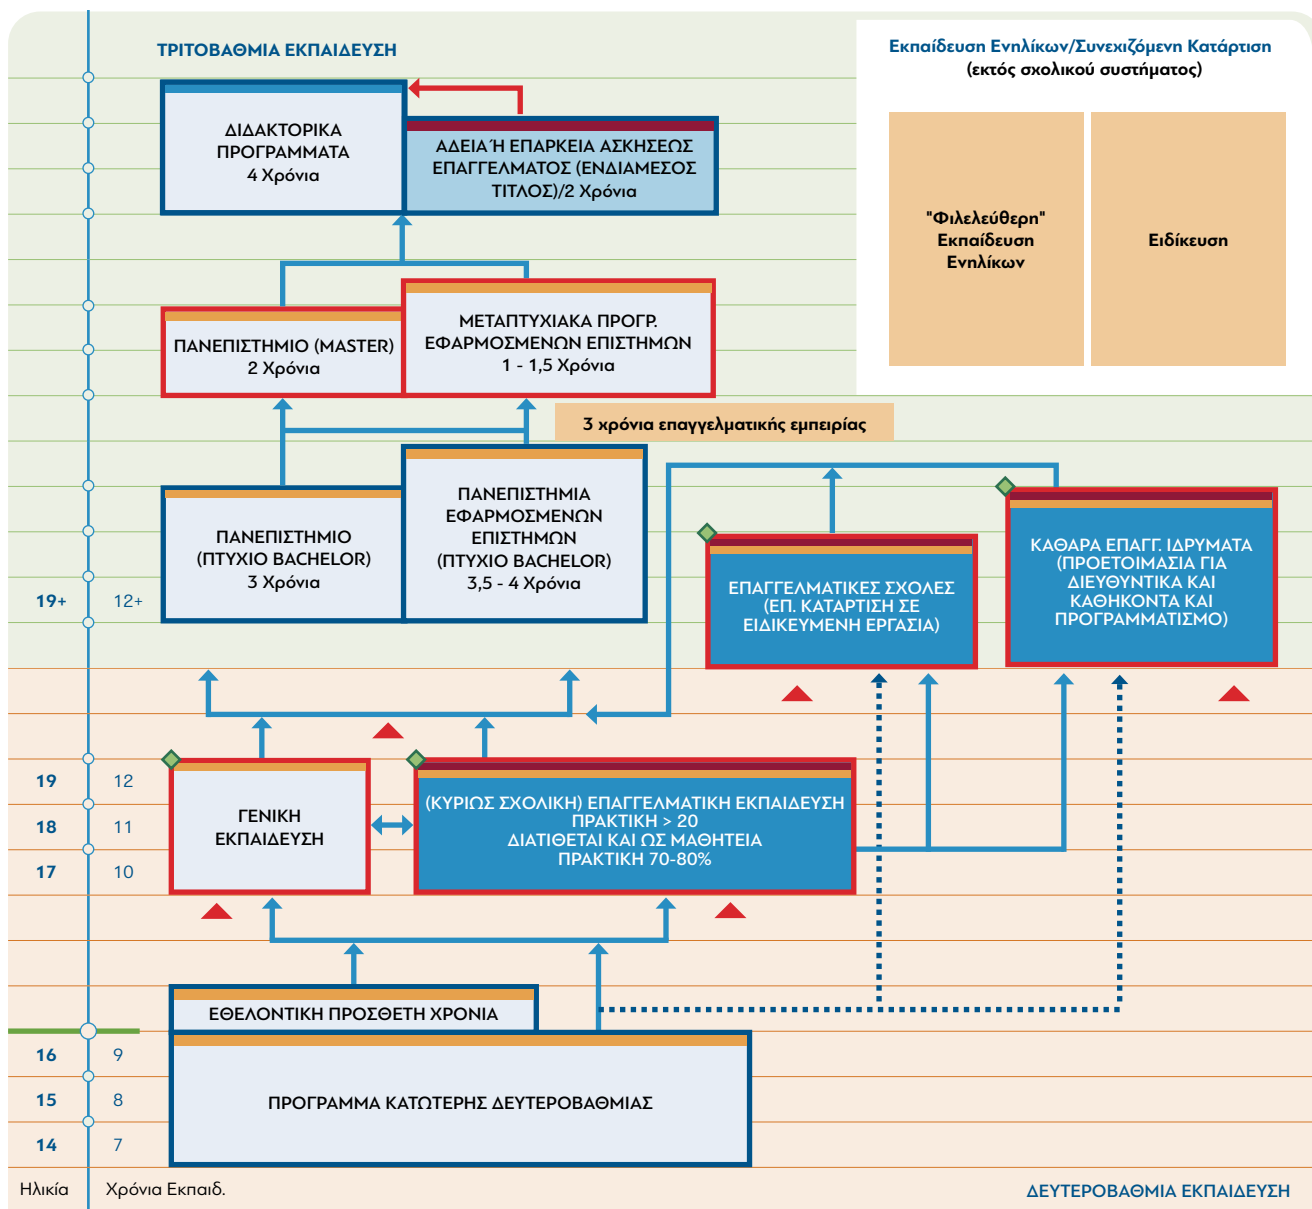 ΤΡΙΤΟΒΑΘΜΙΑ ΕΚΠΑΙΔΕΥΣΗ
Εκπαίδευση Ενηλίκων/Συνεχιζόμενη Κατάρτιση
(εκτός σχολικού συστήματος)
"Φιλελεύθερη"
Εκπαίδευση
Ενηλίκων
Ειδίκευση
ΔΙΔΑΚΤΟΡΙΚΑ
ΠΡΟΓΡΑΜΜΑΤΑ
4 Χρόνια
ΑΔΕΙΑ Ή ΕΠΑΡΚΕΙΑ ΑΣΚΗΣΕΩΣ
ΕΠΑΓΓΕΛΜΑΤΟΣ (ΕΝΔΙΑΜΕΣΟΣ
ΤΙΤΛΟΣ)/2 Χρόνια
ΠΑΝΕΠΙΣΤΗΜΙΟ (MASTER)
2 Χρόνια
ΜΕΤΑΠΤΥΧΙΑΚΑ ΠΡΟΓΡ.
ΕΦΑΡΜΟΣΜΕΝΩΝ ΕΠΙΣΤΗΜΩΝ
1 - 1,5 Χρόνια
3 χρόνια επαγγελματικής εμπειρίας
ΠΑΝΕΠΙΣΤΗΜΙΟ
(ΠΤΥΧΙΟ BACHELOR)
3 Χρόνια
ΠΑΝΕΠΙΣΤΗΜΙΑ
ΕΦΑΡΜΟΣΜΕΝΩΝ
ΕΠΙΣΤΗΜΩΝ
(ΠΤΥΧΙΟ BACHELOR)
3,5 - 4 Χρόνια
ΕΠΑΓΓΕΛΜΑΤΙΚΕΣ ΣΧΟΛΕΣ
(ΕΠ. ΚΑΤΑΡΤΙΣΗ ΣΕ
ΕΙΔΙΚΕΥΜΕΝΗ ΕΡΓΑΣΙΑ)
ΚΑΘΑΡΑ ΕΠΑΓΓ. ΙΔΡΥΜΑΤΑ
(ΠΡΟΕΤΟΙΜΑΣΙΑ ΓΙΑ
ΔΙΕΥΘΥΝΤΙΚΑ ΚΑΙ
ΚΑΘΗΚΟΝΤΑ ΚΑΙ
ΠΡΟΓΡΑΜΜΑΤΙΣΜΟ)
19+ 12+
19 12
18 11
17 10
ΓΕΝΙΚΗ
ΕΚΠΑΙΔΕΥΣΗ
(ΚΥΡΙΩΣ ΣΧΟΛΙΚΗ) ΕΠΑΓΓΕΛΜΑΤΙΚΗ ΕΚΠΑΙΔΕΥΣΗ
ΠΡΑΚΤΙΚΗ > 20
ΔΙΑΤΙΘΕΤΑΙ ΚΑΙ ΩΣ ΜΑΘΗΤΕΙΑ
ΠΡΑΚΤΙΚΗ 70-80%
ΕΘΕΛΟΝΤΙΚΗ ΠΡΟΣΘΕΤΗ ΧΡΟΝΙΑ
16 9
15 8
14 7
ΠΡΟΓΡΑΜΜΑ ΚΑΤΩΤΕΡΗΣ ΔΕΥΤΕΡΟΒΑΘΜΙΑΣ
Ηλικία Χρόνια Εκπαιδ.
ΔΕΥΤΕΡΟΒΑΘΜΙΑ ΕΚΠΑΙΔΕΥΣΗ